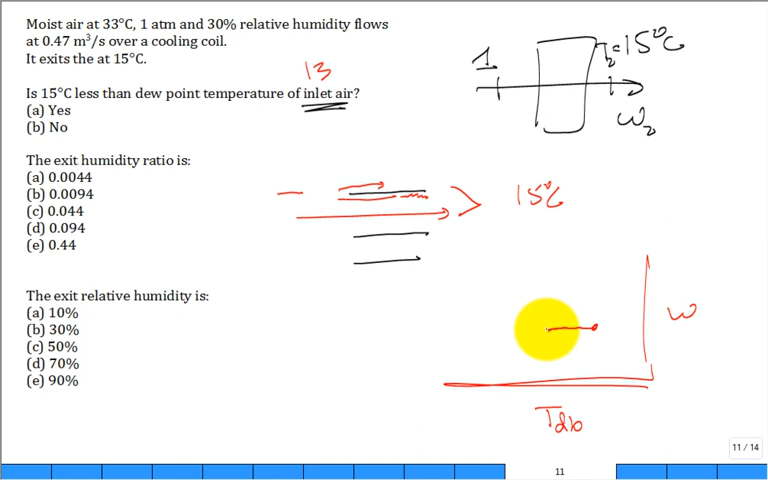 Moist air at 33°C, 1 atm and 30% relative humidity flows
at 0.47 m³/s over a cooling coil.
It exits the at 15°C.
13
Is 15°C less than dew point temperature of inlet air?
(a) Yes
(b) No
1
T₂=15°C
ω₂
The exit humidity ratio is:
(a) 0.0044
(b) 0.0094
(c) 0.044
(d) 0.094
(e) 0.44
15°C
The exit relative humidity is:
(a) 10%
(b) 30%
(c) 50%
(d) 70%
(e) 90%
ω
Tdb
11 / 14
11